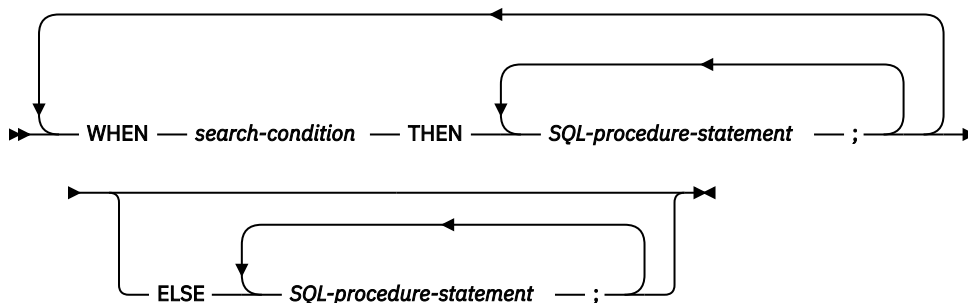 WHEN search-condition THEN SQL-procedure-statement ;
ELSE SQL-procedure-statement ;